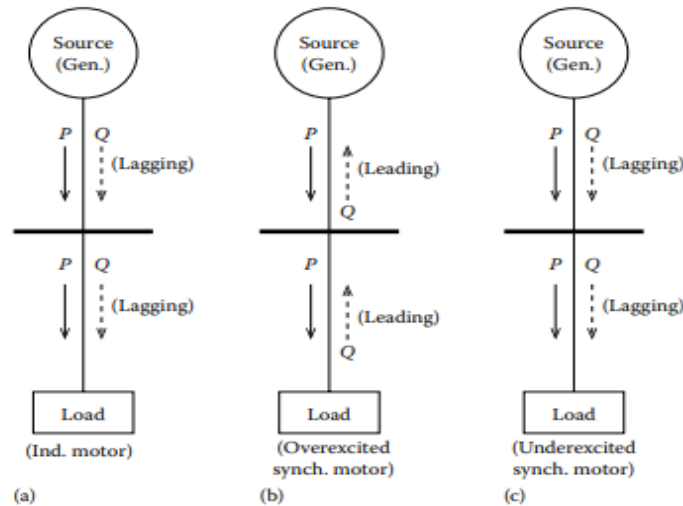 Source
(Gen.)
P Q
(Lagging)
P Q
(Lagging)
Load
(Ind. motor)
(a)
Source
(Gen.)
P
(Leading)
Q
P
(Leading)
Q
Load
(Overexcited
synch. motor)
(b)
Source
(Gen.)
P Q
(Lagging)
P Q
(Lagging)
Load
(Underexcited
synch. motor)
(c)